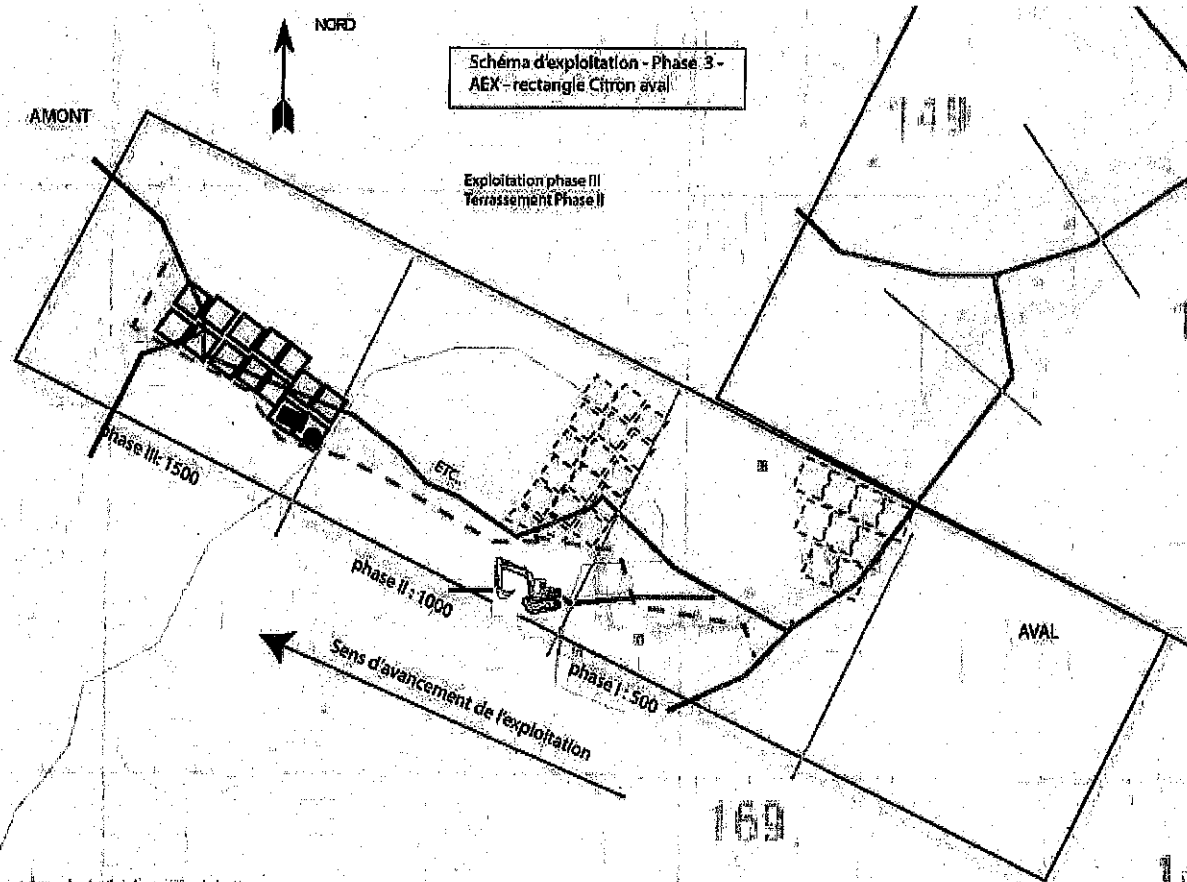 NORD
Schéma d'exploitation - Phase 3 -
AEX - rectangle Citron aval
AMONT
149
Exploitation phase III
Terrassement Phase II
phase III: 1500
ETC.
phase II : 1000
phase I : 500
AVAL
Sens d'avancement de l'exploitation
169